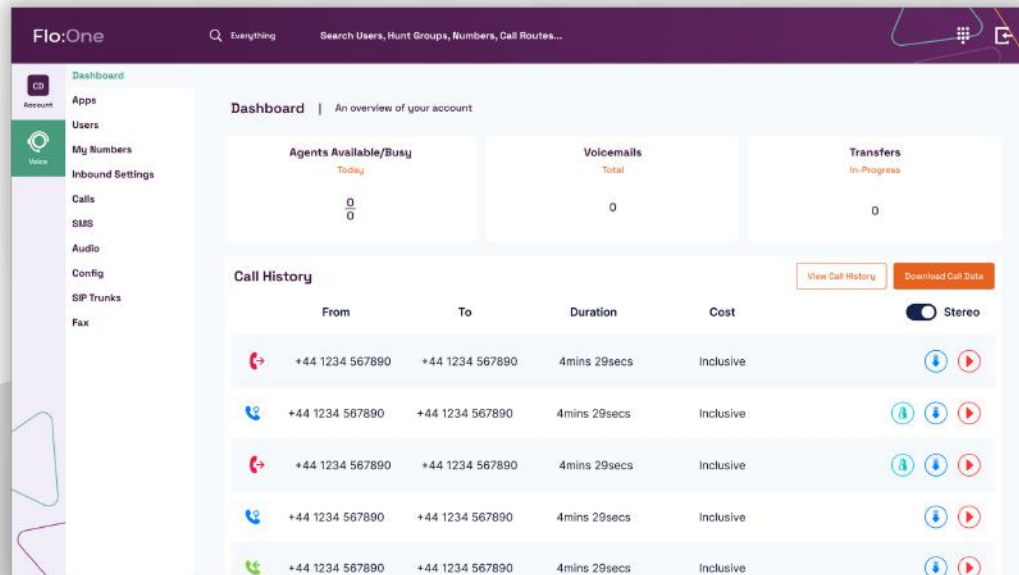 Flo:One
Everything Search Users, Hunt Groups, Numbers, Call Routes...
CD
Account
Voice
Dashboard
Apps
Users
My Numbers
Inbound Settings
Calls
SMS
Audio
Config
SIP Trunks
Fax
Dashboard | An overview of your account
Agents Available/Busy
Today
0
0
Voicemails
Total
0
Transfers
In-Progress
0
Call History
View Call History
Download Call Data
From To Duration Cost Stereo
+44 1234 567890 +44 1234 567890 4mins 29secs Inclusive
+44 1234 567890 +44 1234 567890 4mins 29secs Inclusive
+44 1234 567890 +44 1234 567890 4mins 29secs Inclusive
+44 1234 567890 +44 1234 567890 4mins 29secs Inclusive
+44 1234 567890 +44 1234 567890 4mins 29secs Inclusive